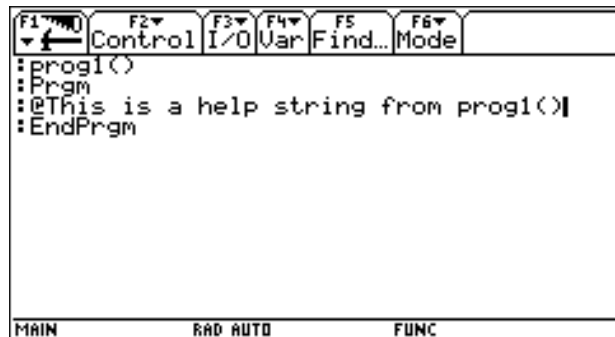 F1▼ F2▼ F3▼ F4▼ F5 F6▼
Control I/O Var Find… Mode
:prog1()
:Prgm
:©This is a help string from prog1()
:EndPrgm
MAIN RAD AUTO FUNC